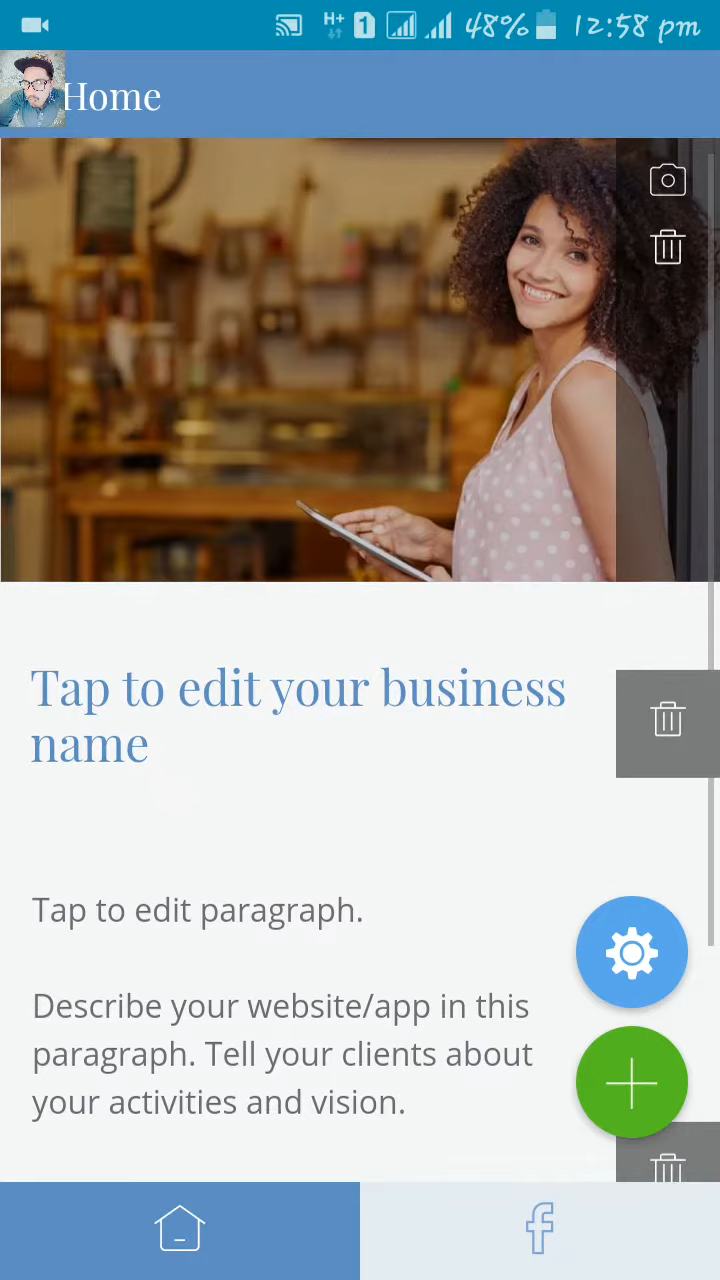 H+ 1 48% 12:58 pm
Home
Tap to edit your business
name
Tap to edit paragraph.
Describe your website/app in this
paragraph. Tell your clients about
your activities and vision.